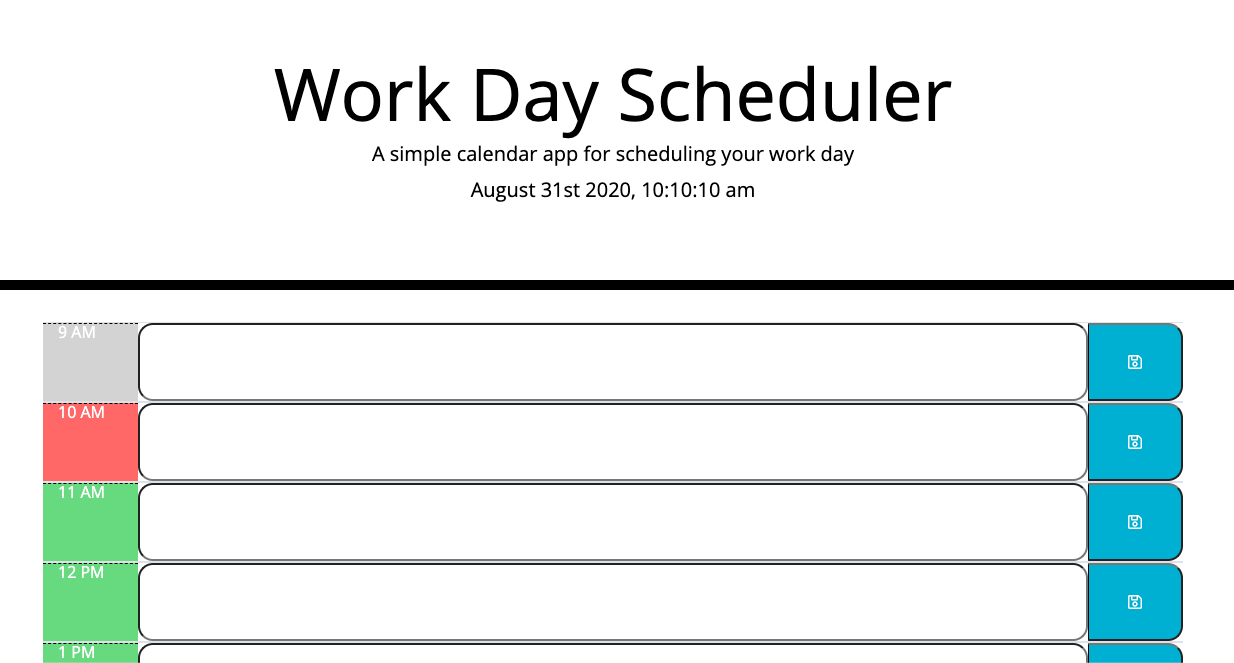 Work Day Scheduler
A simple calendar app for scheduling your work day
August 31st 2020, 10:10:10 am
9 AM
10 AM
11 AM
12 PM
1 PM